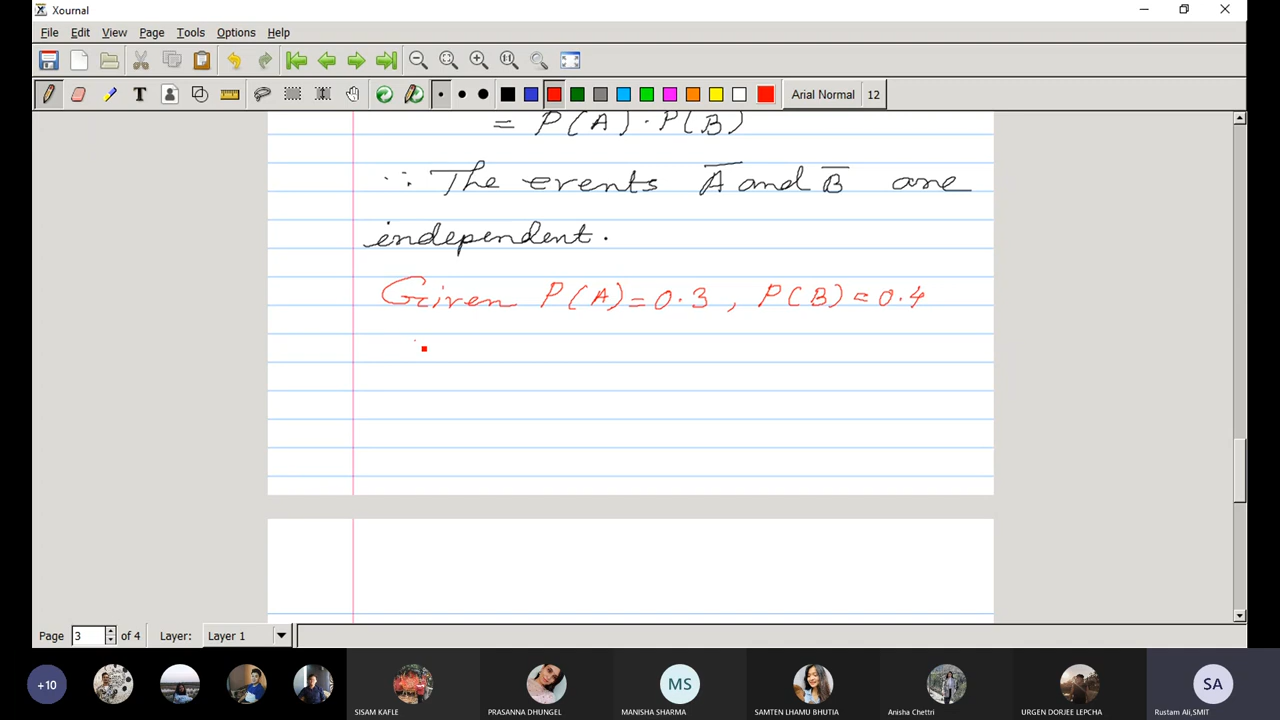 Xournal
File Edit View Page Tools Options Help
T Arial Normal 12
= P(A) · P(B)
∴ The events A̅ and B̅ are
independent.
Given P(A) = 0.3 , P(B) = 0.4
Page 3 of 4 Layer: Layer 1
+10 MS SA
SISAM KAFLE PRASANNA DHUNGEL MANISHA SHARMA SAMTEN LHAMU BHUTIA Anisha Chettri URGEN DORJEE LEPCHA Rustam Ali,SMIT